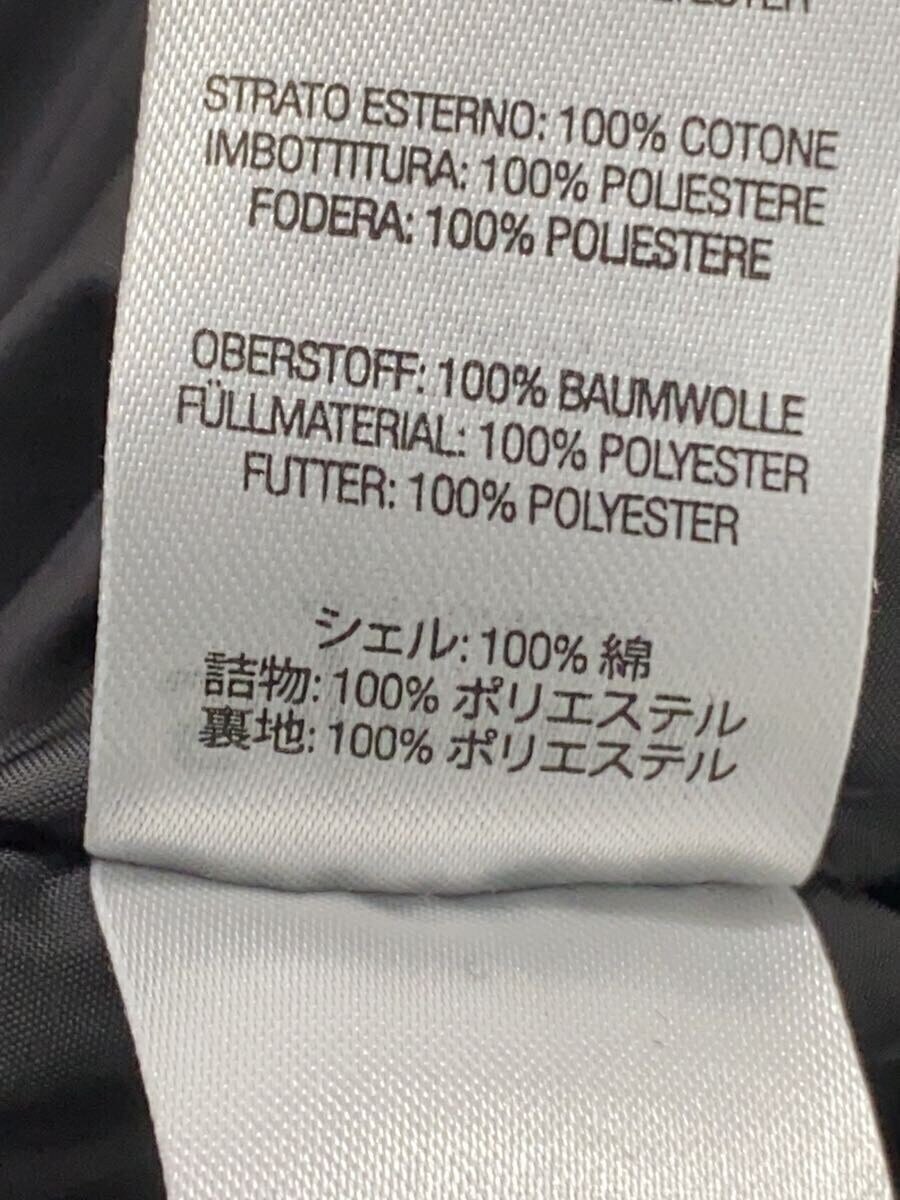 STRATO ESTERNO: 100% COTONE
IMBOTTITURA: 100% POLIESTERE
FODERA: 100% POLIESTERE
OBERSTOFF: 100% BAUMWOLLE
FÜLLMATERIAL: 100% POLYESTER
FUTTER: 100% POLYESTER
シェル: 100% 綿
詰物: 100% ポリエステル
裏地: 100% ポリエステル